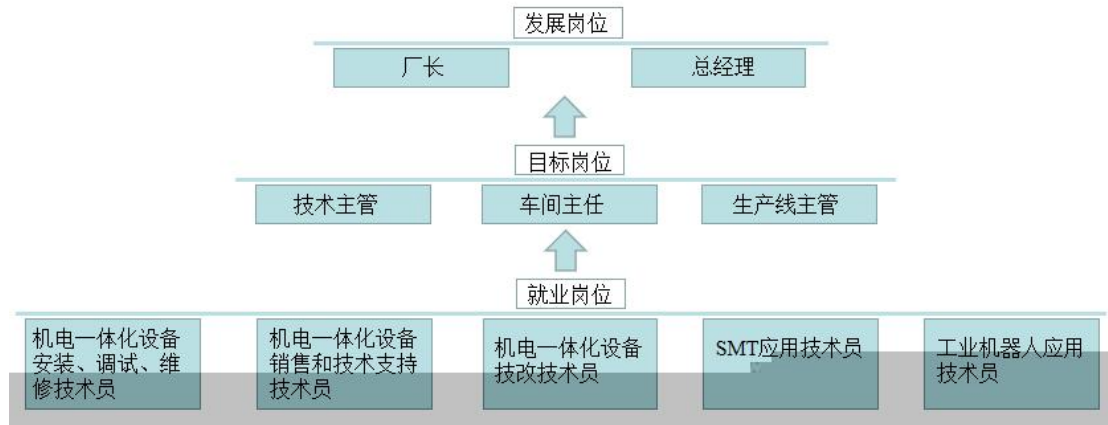 发展岗位
厂长
总经理
目标岗位
技术主管
车间主任
生产线主管
就业岗位
机电一体化设备
安装、调试、维
修技术员
机电一体化设备
销售和技术支持
技术员
机电一体化设备
技改技术员
SMT应用技术员
工业机器人应用
技术员